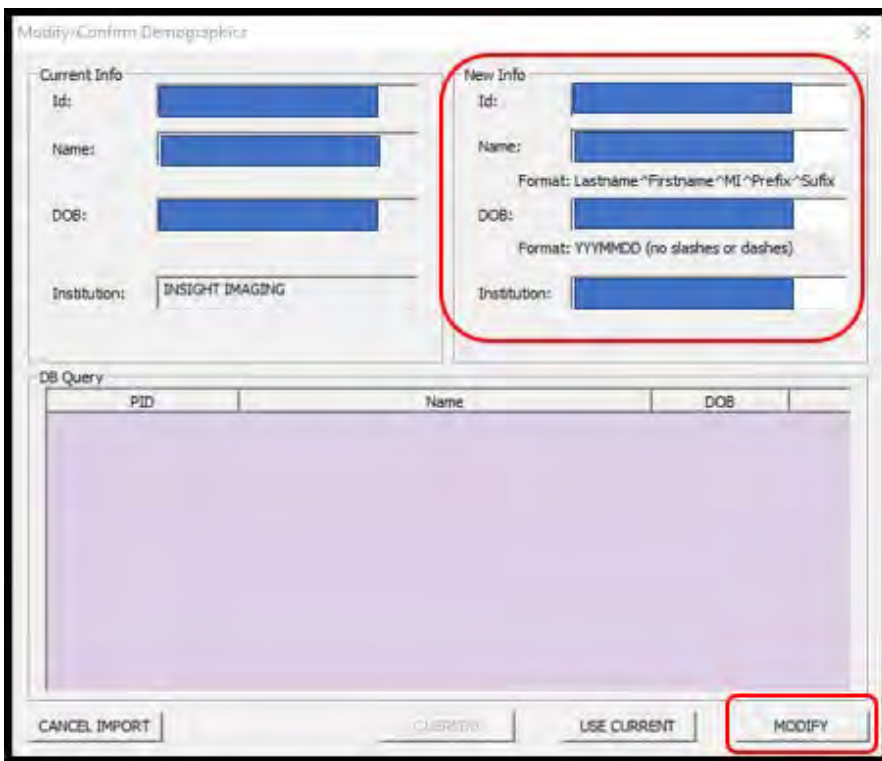 Modify/Confirm Demographics
Current Info
Id:
Name:
DOB:
Institution: INSIGHT IMAGING
New Info
Id:
Name:
Format: Lastname^Firstname^MI^Prefix^Sufix
DOB:
Format: YYYMMDD (no slashes or dashes)
Institution:
DB Query
PID Name DOB
CANCEL IMPORT USE CURRENT MODIFY